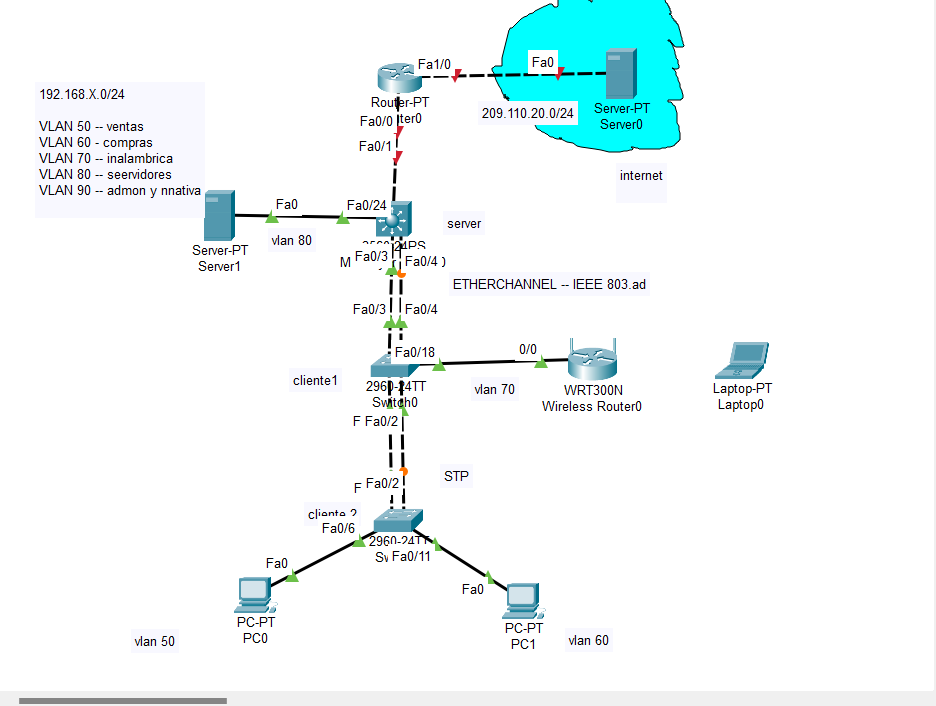 Fa1/0
Fa0
192.168.X.0/24
Router-PT
ter0
209.110.20.0/24
Server-PT
Server0
VLAN 50 -- ventas
VLAN 60 - compras
VLAN 70 -- inalambrica
VLAN 80 -- seervidores
VLAN 90 -- admon y nnativa
Fa0/0
Fa0/1
internet
Fa0
Fa0/24
vlan 80
server
Server-PT
Server1
24PS
M
Fa0/3
Fa0/4
ETHERCHANNEL -- IEEE 803.ad
Fa0/3
Fa0/4
Fa0/18
0/0
cliente1
2960-24TT
Switch0
vlan 70
WRT300N
Wireless Router0
Laptop-PT
Laptop0
F Fa0/2
F Fa0/2
STP
cliente 2
Fa0/6
2960-24TT
Sv Fa0/11
Fa0
Fa0
PC-PT
PC0
PC-PT
PC1
vlan 50
vlan 60